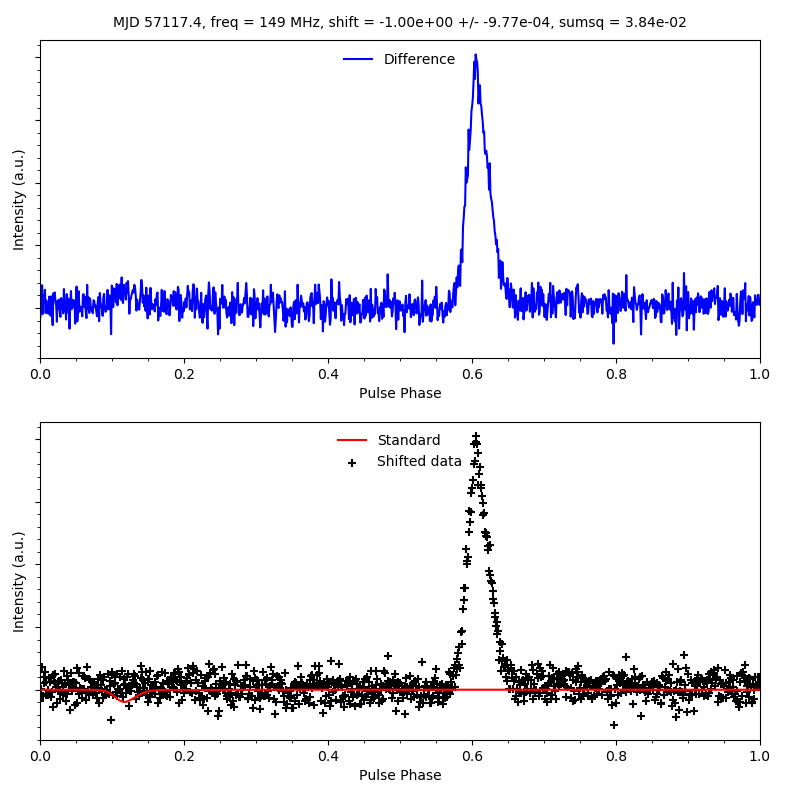 MJD 57117.4, freq = 149 MHz, shift = -1.00e+00 +/- -9.77e-04, sumsq = 3.84e-02
Difference
Intensity (a.u.)
0.0 0.2 0.4 0.6 0.8 1.0
Pulse Phase
Standard
Shifted data
Intensity (a.u.)
0.0 0.2 0.4 0.6 0.8 1.0
Pulse Phase